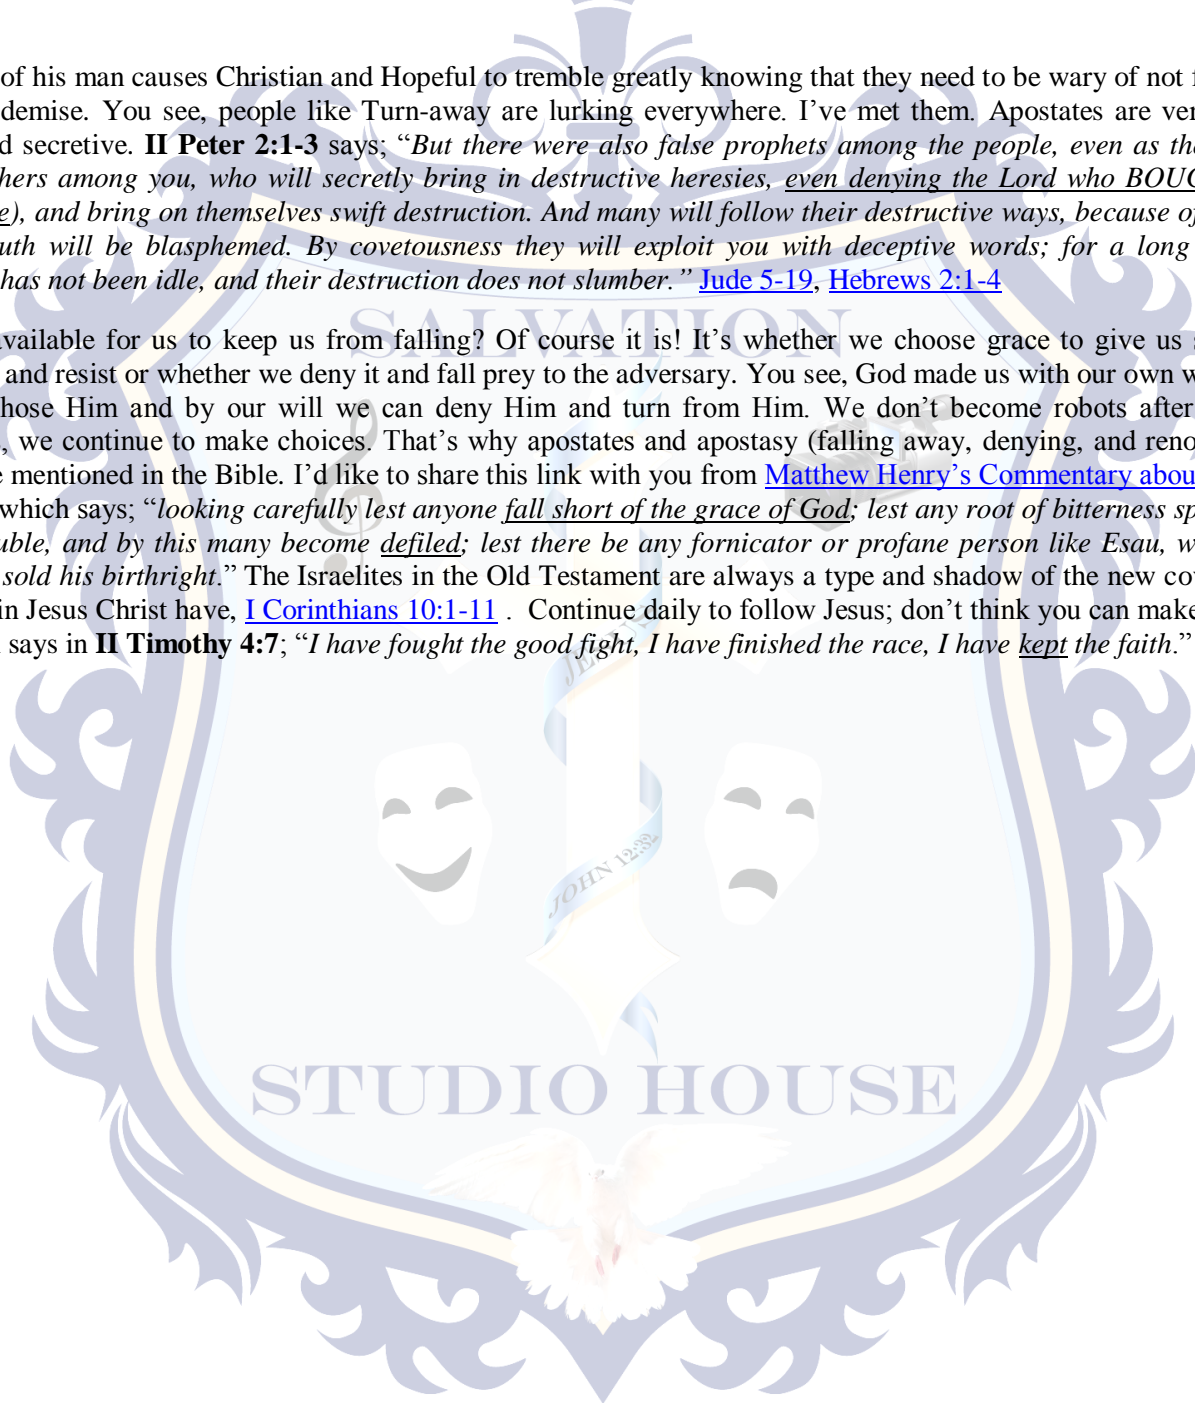 of his man causes Christian and Hopeful to tremble greatly knowing that they need to be wary of not f
demise. You see, people like Turn-away are lurking everywhere. I’ve met them. Apostates are ver
d secretive. II Peter 2:1-3 says; “But there were also false prophets among the people, even as the
hers among you, who will secretly bring in destructive heresies, even denying the Lord who BOUG
e), and bring on themselves swift destruction. And many will follow their destructive ways, because of
uth will be blasphemed. By covetousness they will exploit you with deceptive words; for a long
has not been idle, and their destruction does not slumber.” Jude 5-19, Hebrews 2:1-4
vailable for us to keep us from falling? Of course it is! It’s whether we choose grace to give us s
and resist or whether we deny it and fall prey to the adversary. You see, God made us with our own w
hose Him and by our will we can deny Him and turn from Him. We don’t become robots after
, we continue to make choices. That’s why apostates and apostasy (falling away, denying, and reno
e mentioned in the Bible. I’d like to share this link with you from Matthew Henry’s Commentary abou
which says; “looking carefully lest anyone fall short of the grace of God; lest any root of bitterness sp
uble, and by this many become defiled; lest there be any fornicator or profane person like Esau, w
sold his birthright.” The Israelites in the Old Testament are always a type and shadow of the new cov
in Jesus Christ have, I Corinthians 10:1-11 . Continue daily to follow Jesus; don’t think you can make
says in II Timothy 4:7; “I have fought the good fight, I have finished the race, I have kept the faith.”
SALVATION
JESUS
JOHN 12:32
STUDIO HOUSE